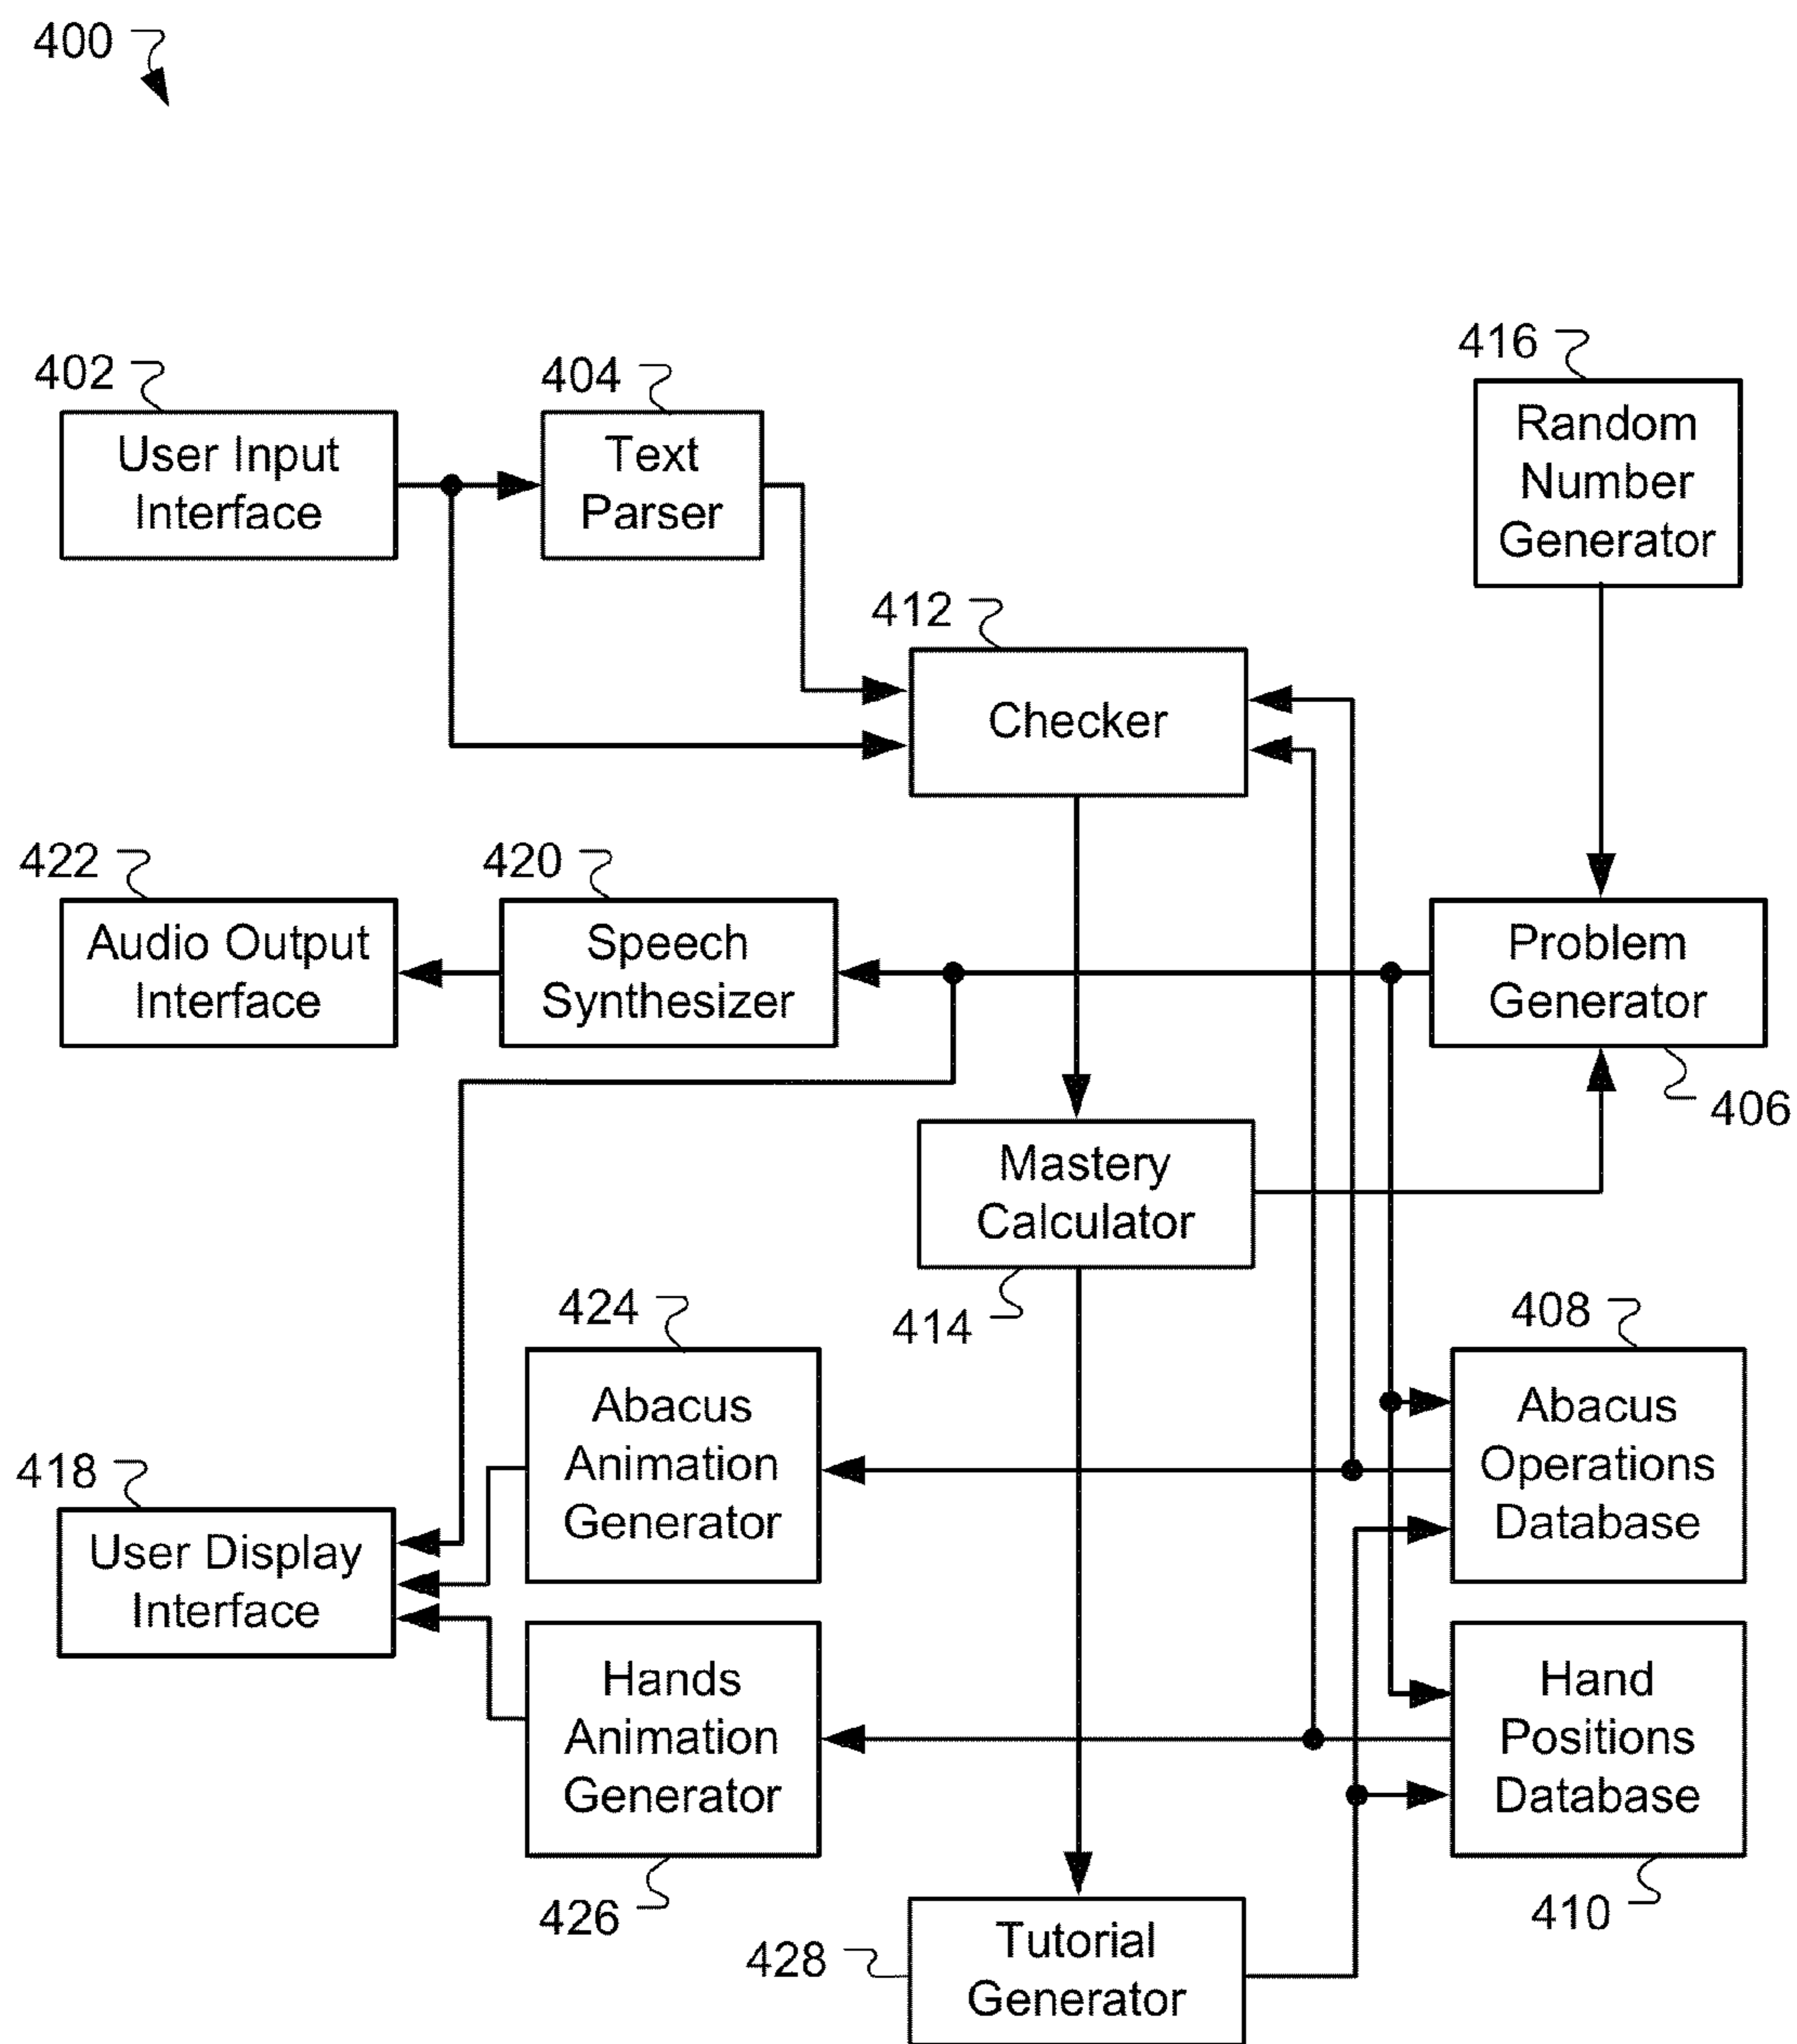 400
416
402
404
Random
Number
Generator
User Input
Interface
Text
Parser
412
Checker
422
420
Audio Output
Interface
Speech
Synthesizer
Problem
Generator
406
Mastery
Calculator
414
424
408
Abacus
Animation
Generator
Abacus
Operations
Database
418
User Display
Interface
Hands
Animation
Generator
Hand
Positions
Database
426
410
428
Tutorial
Generator